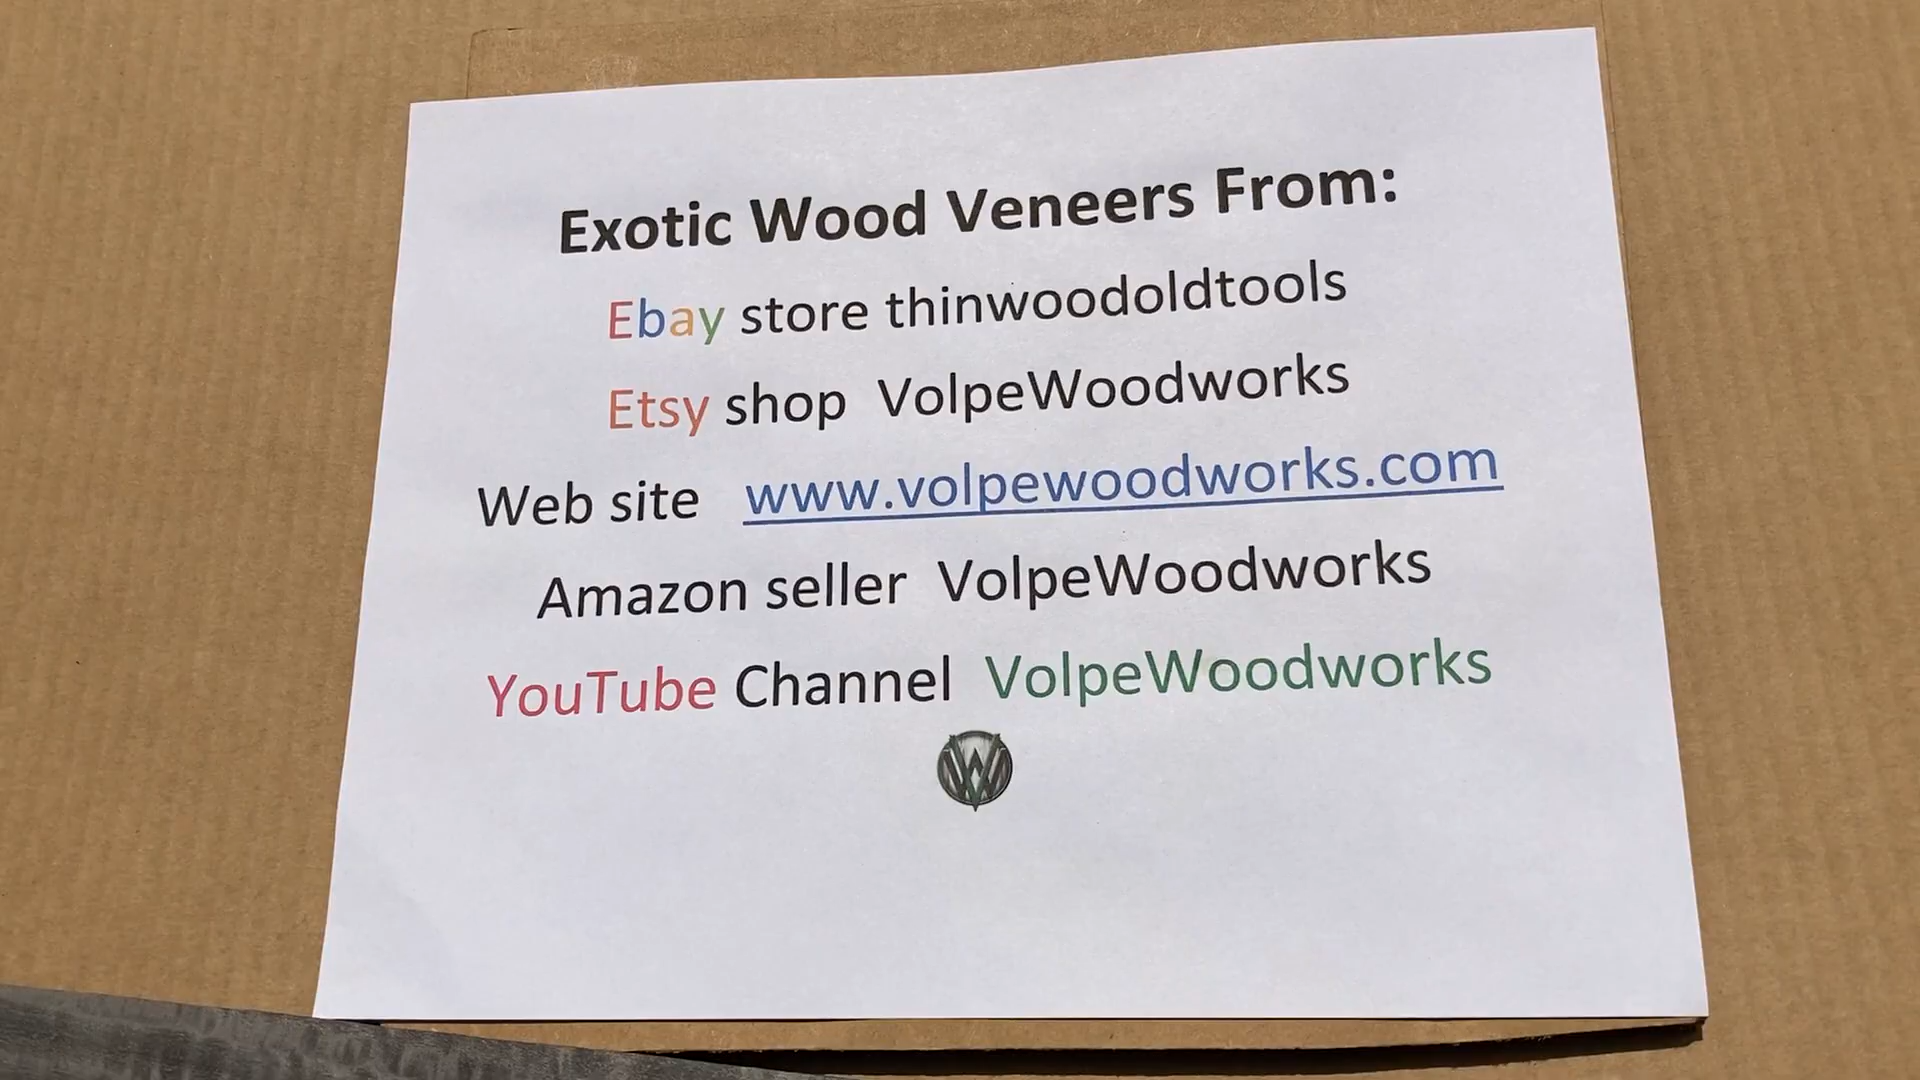 Exotic Wood Veneers From:
Ebay store thinwoodoldtools
Etsy shop VolpeWoodworks
Web site www.volpewoodworks.com
Amazon seller VolpeWoodworks
YouTube Channel VolpeWoodworks